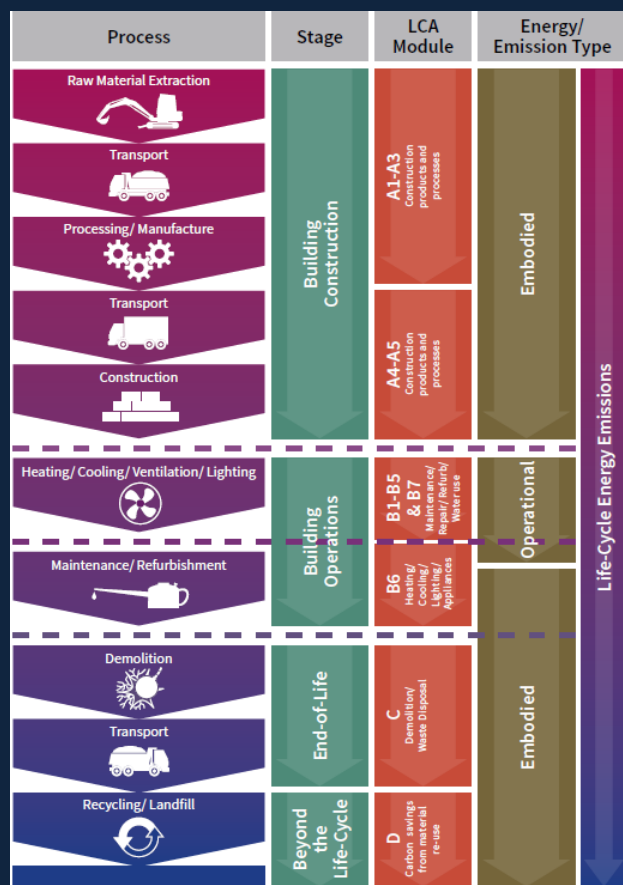 Process
Stage
LCA
Module
Energy/
Emission Type
Raw Material Extraction
Transport
Processing/ Manufacture
Transport
Construction
Heating/ Cooling/ Ventilation/ Lighting
Maintenance/ Refurbishment
Demolition
Transport
Recycling/ Landfill
Building
Construction
Building
Operations
End-of-Life
Beyond
the
Life-Cycle
A1-A3
Construction
products and
processes
A4-A5
Construction
products and
processes
B1-B5
& B7
Maintenance/
Repair/ Refurb/
Water use
B6
Heating/
Cooling/
Lighting/
Appliances
C
Demolition/
Waste Disposal
D
Carbon savings
from material
re-use
Embodied
Operational
Embodied
Life-Cycle Energy Emissions